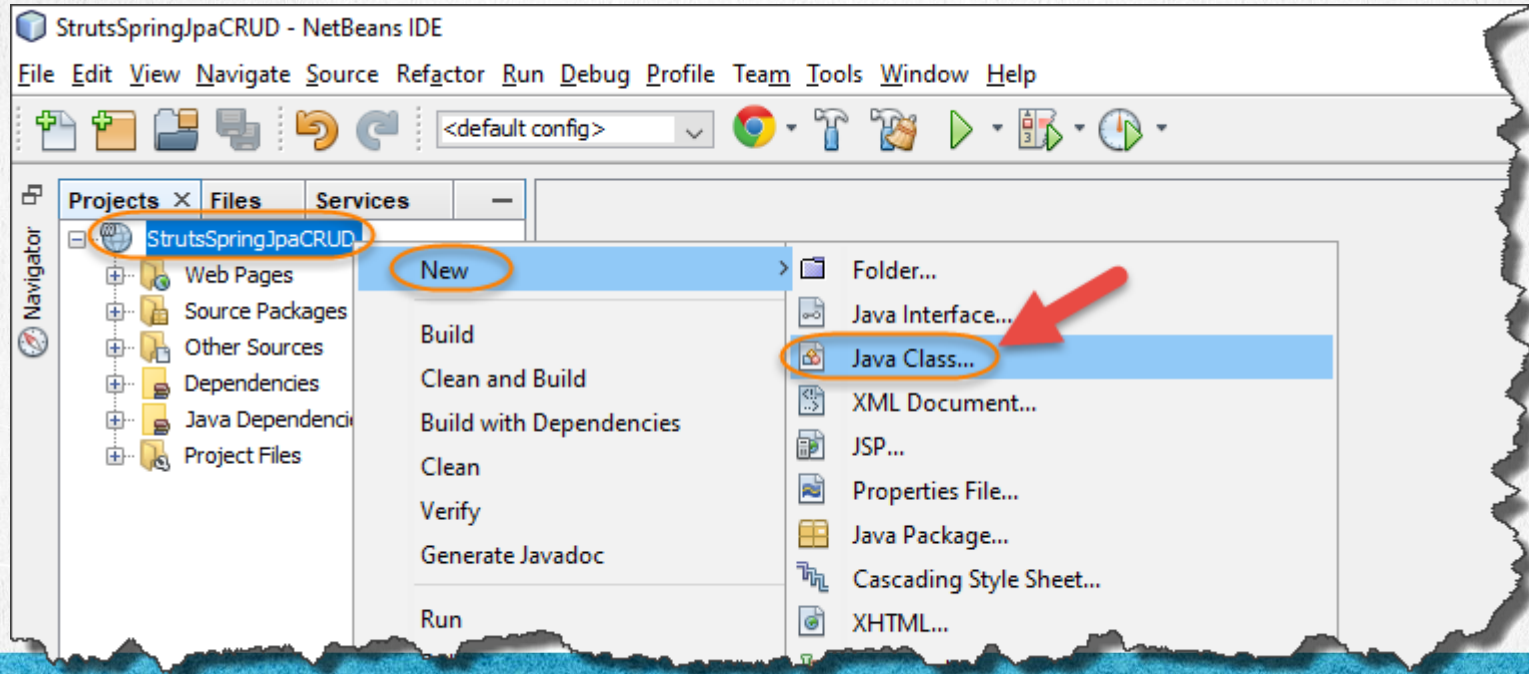 StrutsSpringJpaCRUD - NetBeans IDE
File Edit View Navigate Source Refactor Run Debug Profile Team Tools Window Help
<default config>
Projects Files Services
Navigator
StrutsSpringJpaCRUD
Web Pages
Source Packages
Other Sources
Dependencies
Java Dependenci
Project Files
New
Build
Clean and Build
Build with Dependencies
Clean
Verify
Generate Javadoc
Run
Folder...
Java Interface...
Java Class...
XML Document...
JSP...
Properties File...
Java Package...
Cascading Style Sheet...
XHTML...